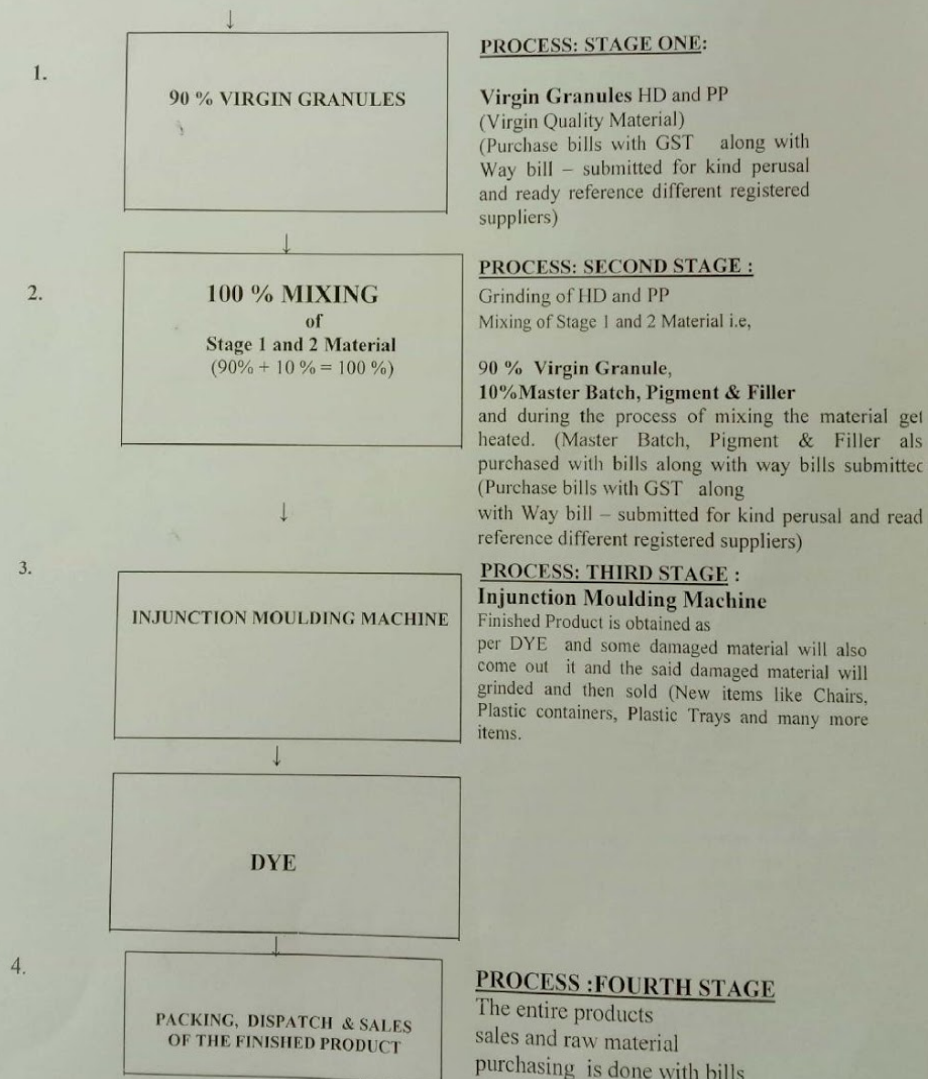 ↓
1.
90 % VIRGIN GRANULES
PROCESS: STAGE ONE:
Virgin Granules HD and PP
(Virgin Quality Material)
(Purchase bills with GST along with
Way bill – submitted for kind perusal
and ready reference different registered
suppliers)
↓
2.
100 % MIXING
of
Stage 1 and 2 Material
(90% + 10 % = 100 %)
PROCESS: SECOND STAGE :
Grinding of HD and PP
Mixing of Stage 1 and 2 Material i.e,
90 % Virgin Granule,
10%Master Batch, Pigment & Filler
and during the process of mixing the material get
heated. (Master Batch, Pigment & Filler als
purchased with bills along with way bills submitted
(Purchase bills with GST along
with Way bill – submitted for kind perusal and read
reference different registered suppliers)
↓
3.
INJUNCTION MOULDING MACHINE
PROCESS: THIRD STAGE :
Injunction Moulding Machine
Finished Product is obtained as
per DYE and some damaged material will also
come out it and the said damaged material will
grinded and then sold (New items like Chairs,
Plastic containers, Plastic Trays and many more
items.
↓
DYE
↓
4.
PACKING, DISPATCH & SALES
OF THE FINISHED PRODUCT
PROCESS :FOURTH STAGE
The entire products
sales and raw material
purchasing is done with bills